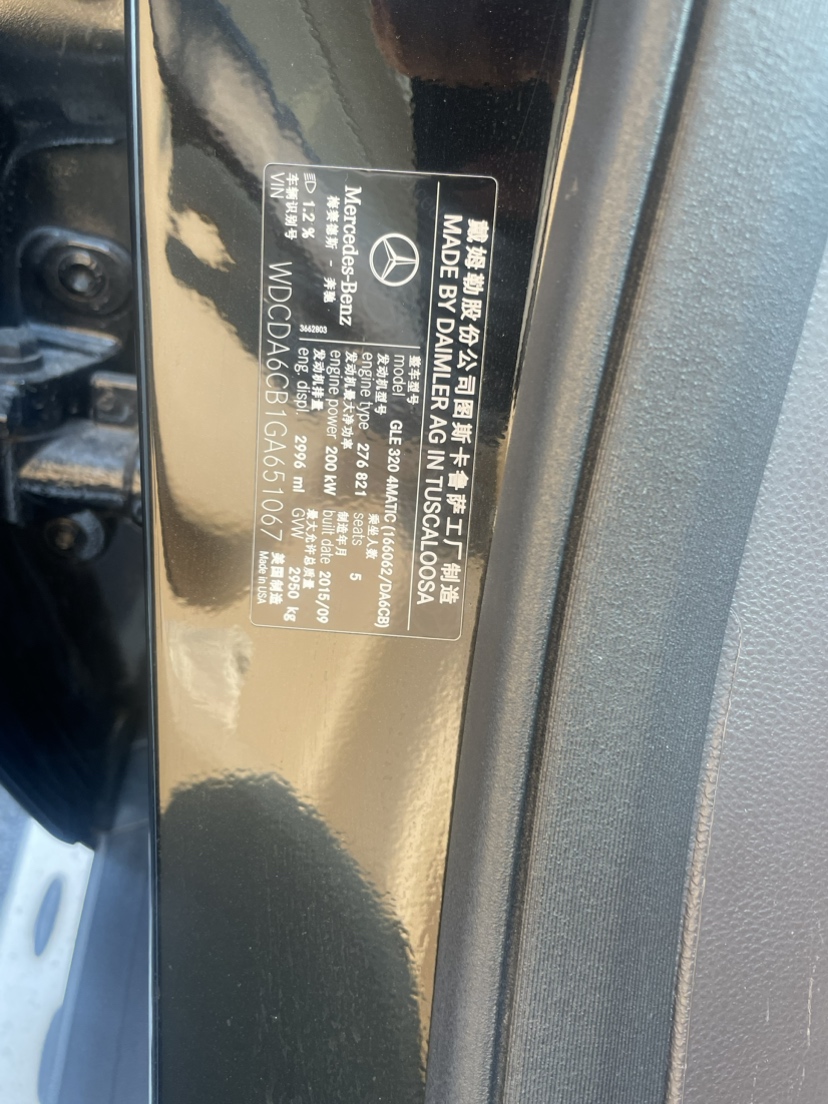 戴姆勒股份公司图斯卡鲁萨工厂制造
MADE BY DAIMLER AG IN TUSCALOOSA
Mercedes-Benz
梅赛德斯 - 奔驰
1.2 %
3662803
整车型号
model GLE 320 4MATIC (166062/DA6CB)
发动机型号 乘坐人数
engine type 276 821 seats 5
发动机最大净功率 制造年月
engine power 200 kW built date 2015/09
发动机排量 最大允许总质量
eng. displ. 2996 ml GVW 2950 kg
车辆识别号 美国制造
VIN WDCDA6CB1GA651067 Made in USA